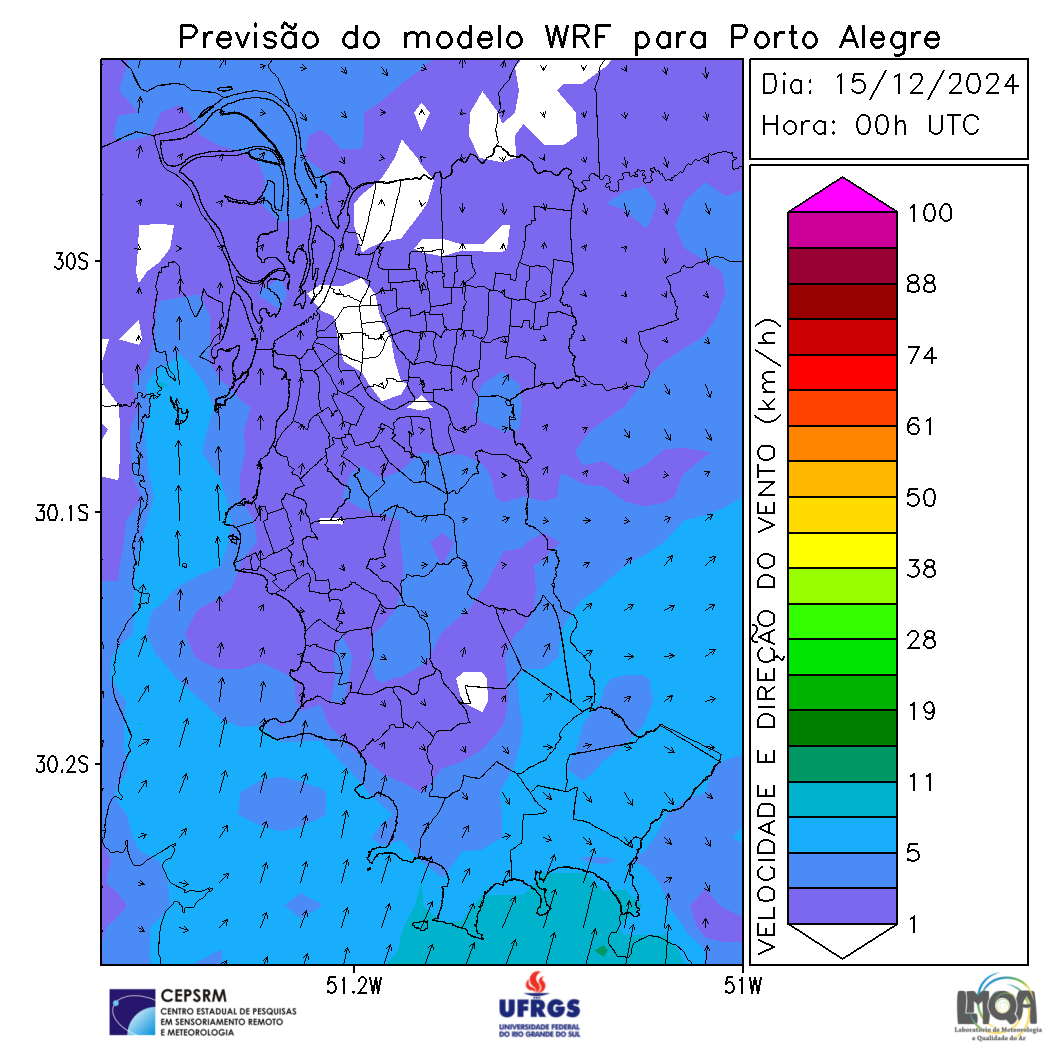 Previsão do modelo WRF para Porto Alegre
Dia: 15/12/2024
Hora: 00h UTC
100
88
74
61
50
38
28
19
11
5
1
VELOCIDADE E DIREÇÃO DO VENTO (km/h)
30S
30.1S
30.2S
51.2W
51W
CEPSRM
CENTRO ESTADUAL DE PESQUISAS
EM SENSORIAMENTO REMOTO
E METEOROLOGIA
UFRGS
UNIVERSIDADE FEDERAL
DO RIO GRANDE DO SUL
LMQA
Laboratório de Meteorologia
e Qualidade do Ar